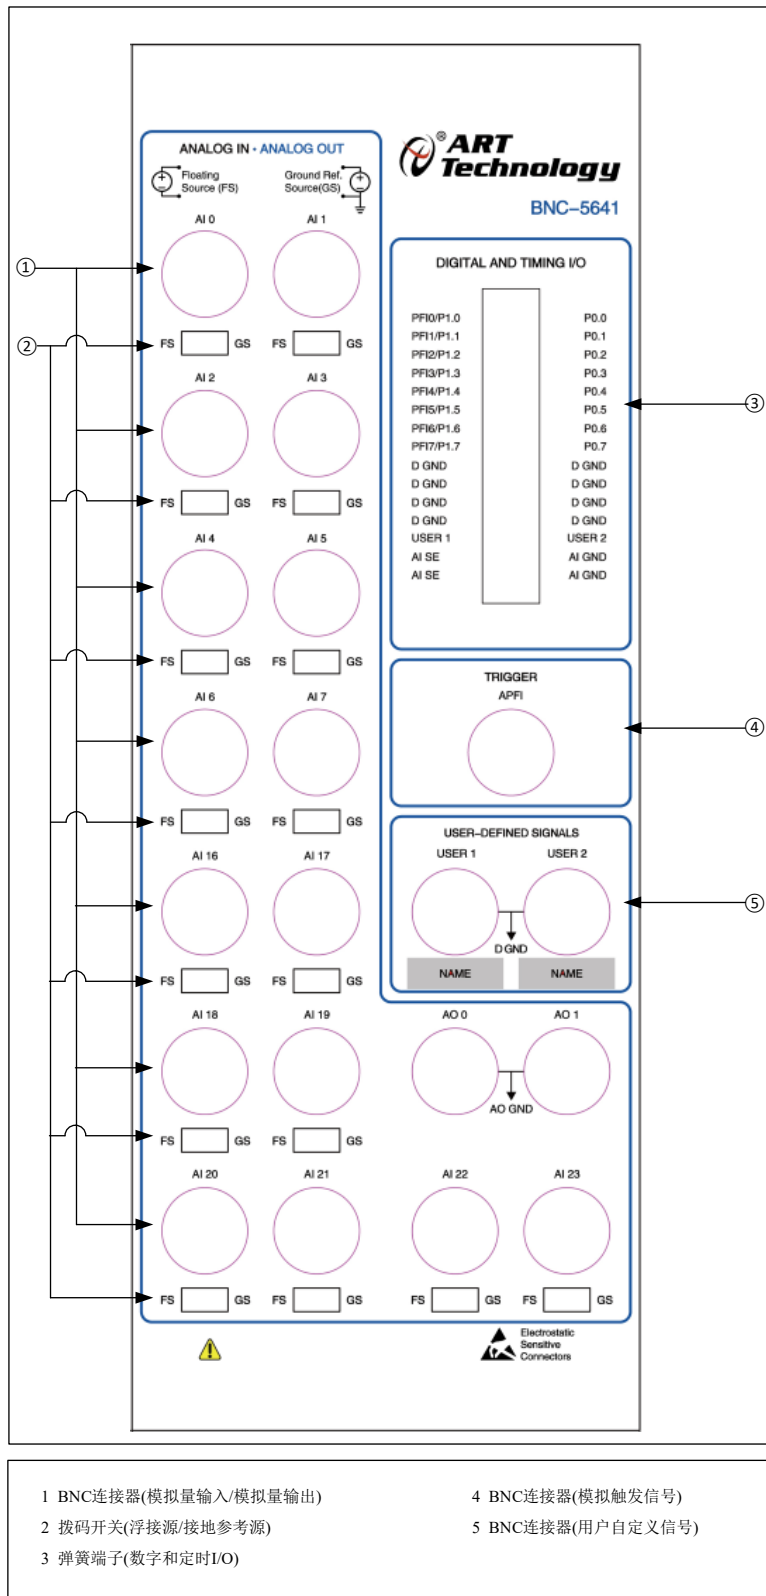 ANALOG IN • ANALOG OUT
Floating
Source (FS)
Ground Ref.
Source(GS)
® ART
Technology
BNC–5641
AI 0 AI 1
FS GS FS GS
AI 2 AI 3
FS GS FS GS
AI 4 AI 5
FS GS FS GS
AI 6 AI 7
FS GS FS GS
AI 16 AI 17
FS GS FS GS
AI 18 AI 19
FS GS FS GS
AI 20 AI 21
FS GS FS GS
① 
②
DIGITAL AND TIMING I/O
PFI0/P1.0 P0.0
PFI1/P1.1 P0.1
PFI2/P1.2 P0.2
PFI3/P1.3 P0.3
PFI4/P1.4 P0.4
PFI5/P1.5 P0.5
PFI6/P1.6 P0.6
PFI7/P1.7 P0.7
D GND D GND
D GND D GND
D GND D GND
D GND D GND
USER 1 USER 2
AI SE AI GND
AI SE AI GND
③
TRIGGER
APFI
④
USER–DEFINED SIGNALS
USER 1 USER 2
D GND
NAME NAME
⑤
AO 0 AO 1
AO GND
AI 22 AI 23
FS GS FS GS
Electrostatic
Sensitive
Connectors
1 BNC连接器(模拟量输入/模拟量输出)
2 拨码开关(浮接源/接地参考源)
3 弹簧端子(数字和定时I/O)
4 BNC连接器(模拟触发信号)
5 BNC连接器(用户自定义信号)